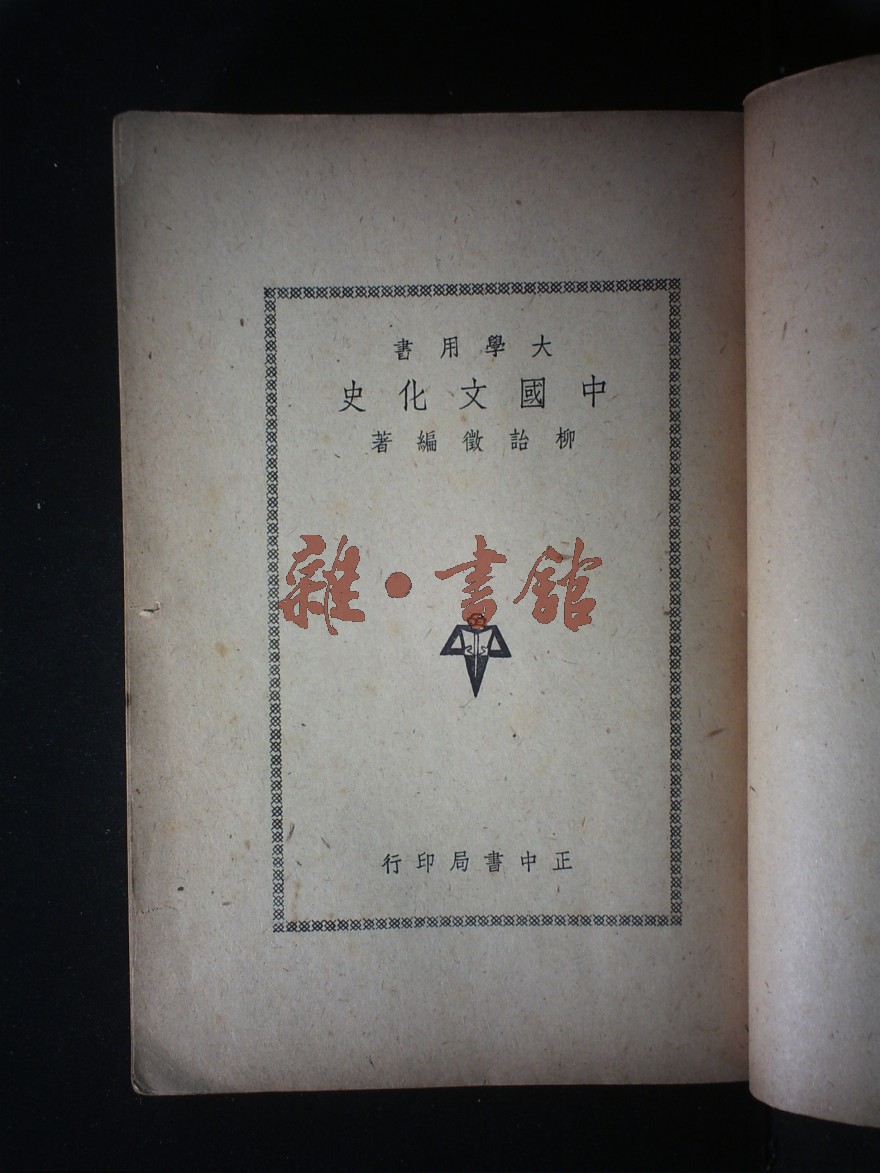 大學用書
中國文化史
柳詒徵編著
雜·書館
正中書局印行